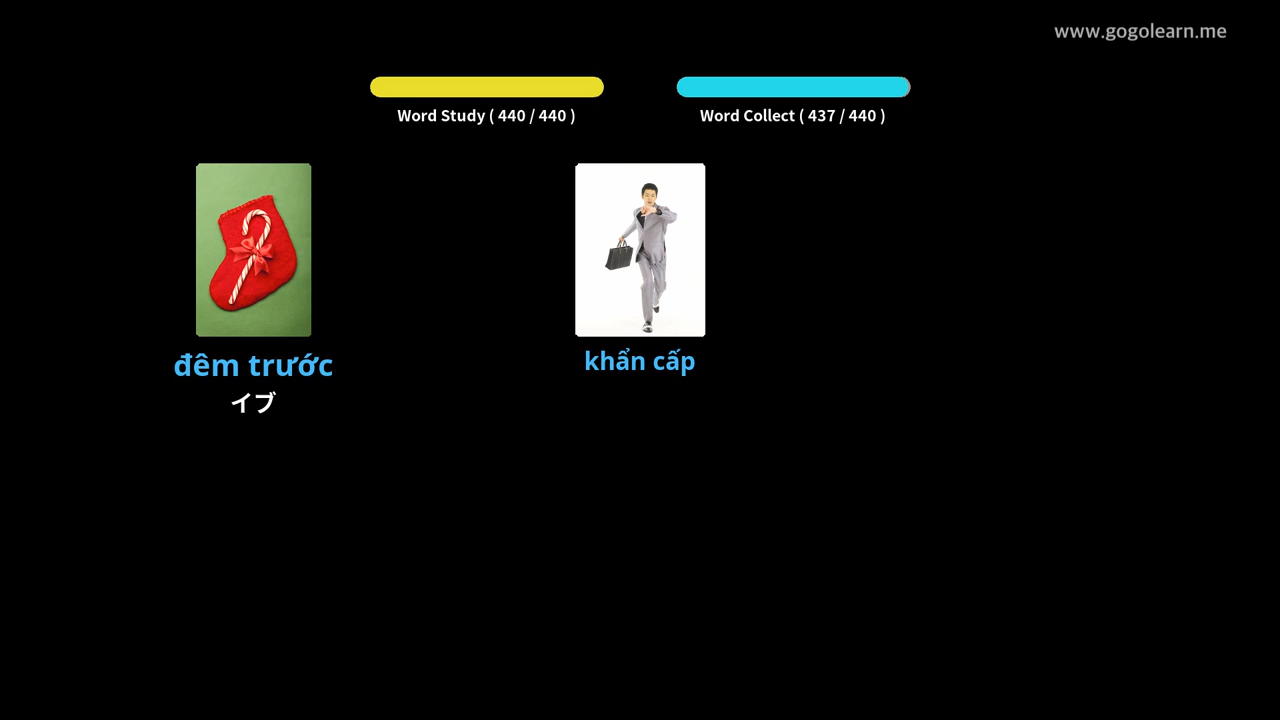 www.gogolearn.me
Word Study ( 440 / 440 )
Word Collect ( 437 / 440 )
đêm trước
イブ
khẩn cấp